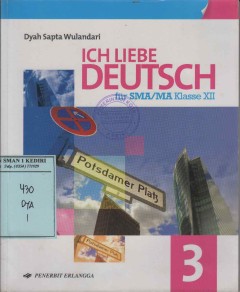 Dyah Sapta Wulandari
ICH LIEBE
DEUTSCH
für SMA/MA Klasse XII
SMAN 1 KEDIRI
430
DYA
1
Potsdamer Platz
3
PENERBIT ERLANGGA